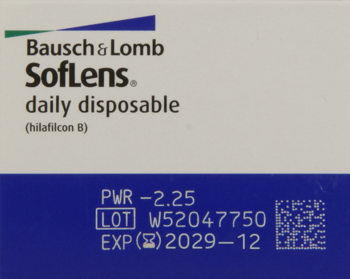 Bausch & Lomb
SofLens®
daily disposable
(hilafilcon B)
PWR -2.25
LOT W52047750
EXP (⌛) 2029-12